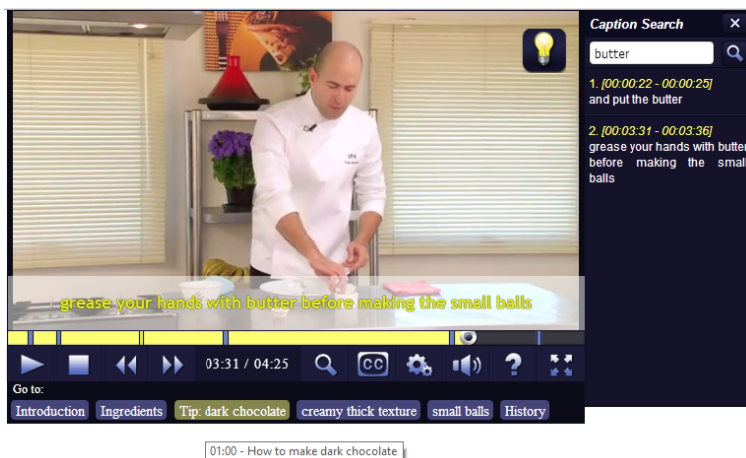 Caption Search ×
butter
1. [00:00:22 - 00:00:25]
and put the butter
2. [00:03:31 - 00:03:36]
grease your hands with butter
before making the small
balls
grease your hands with butter before making the small balls
03:31 / 04:25
CC
?
Go to:
Introduction Ingredients Tip: dark chocolate creamy thick texture small balls History
01:00 - How to make dark chocolate